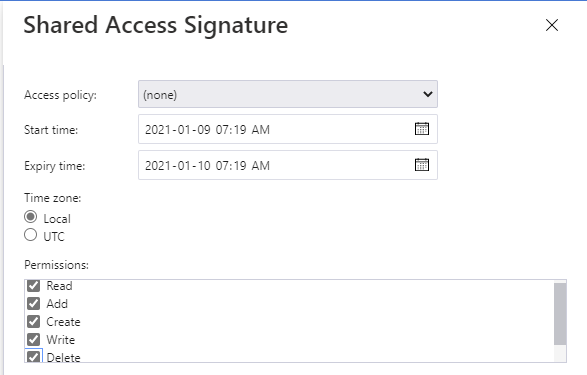 Shared Access Signature
Access policy: (none)
Start time: 2021-01-09 07:19 AM
Expiry time: 2021-01-10 07:19 AM
Time zone:
Local
UTC
Permissions:
Read
Add
Create
Write
Delete